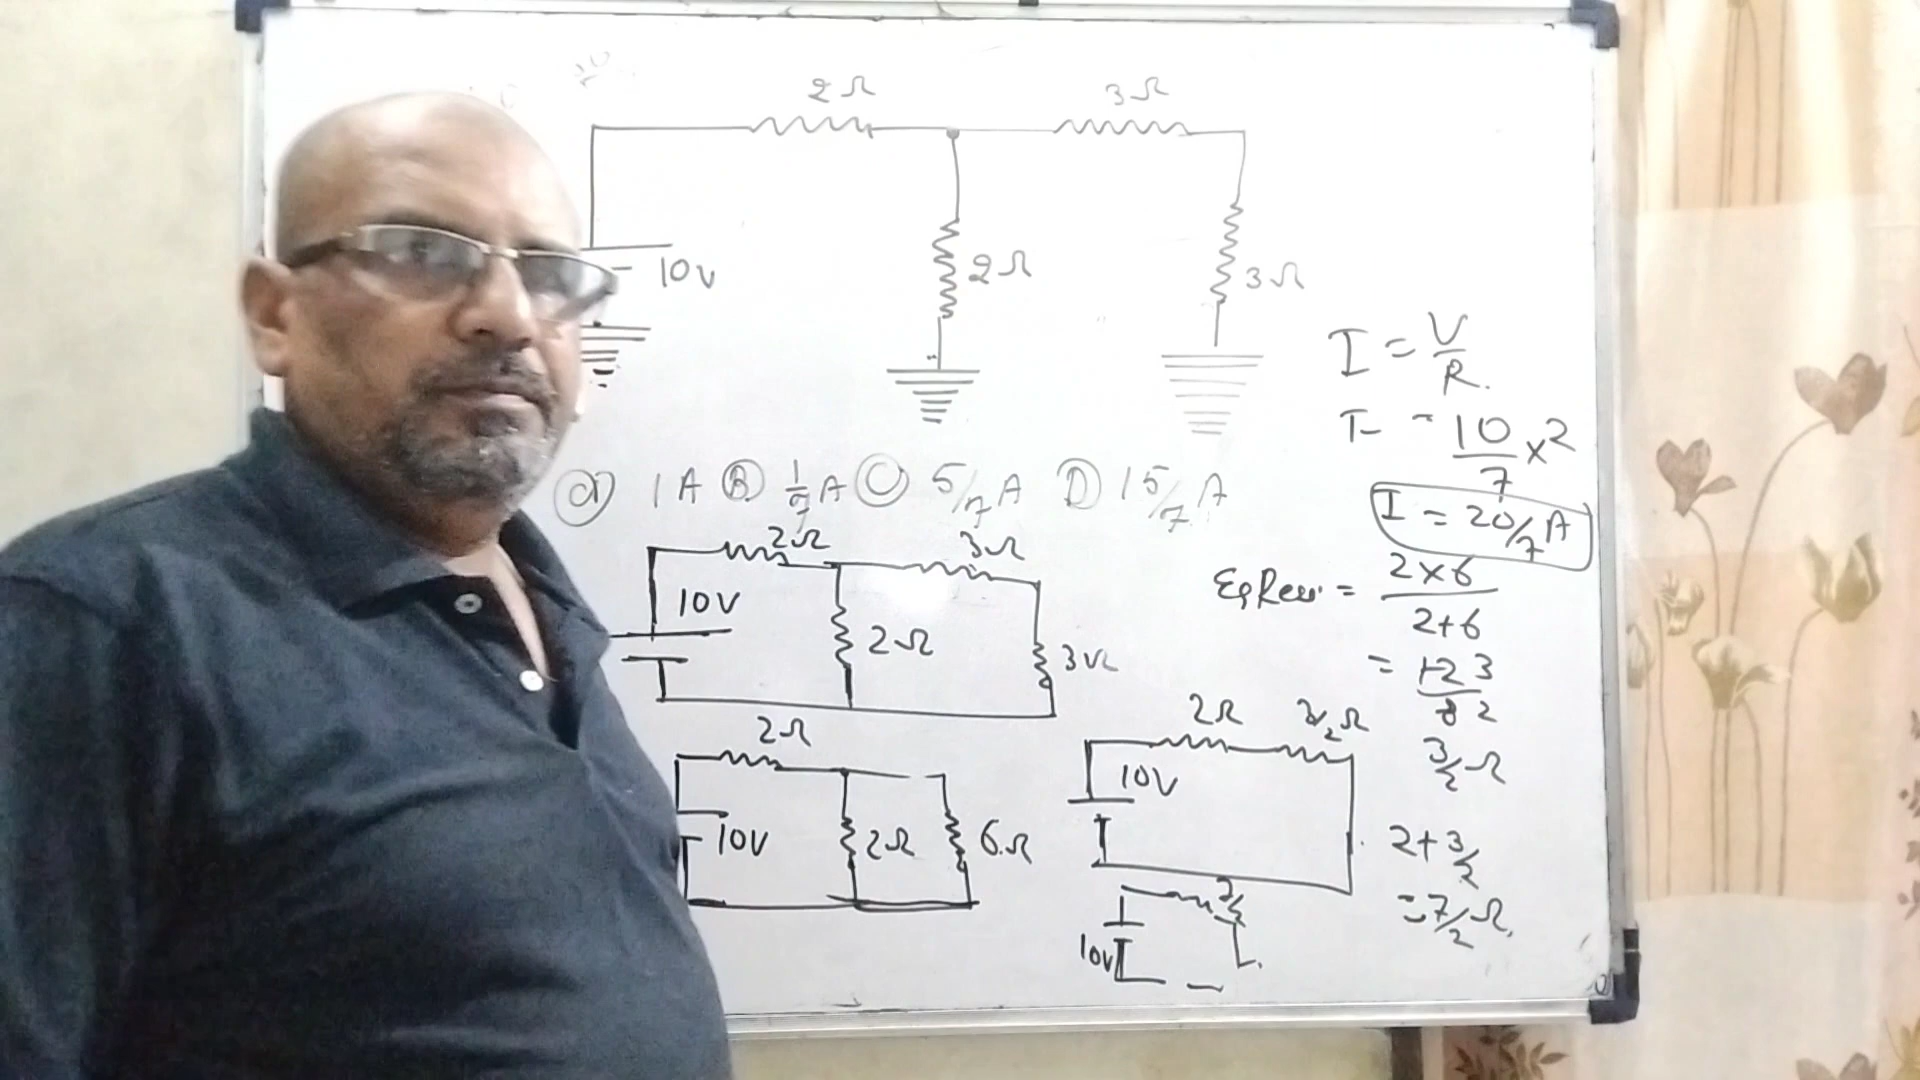 2Ω 3Ω
10V
2Ω
3Ω
I = V/R.
I = 10/7 x 2
I = 20/7 A
(a) 1A (B) 1/7 A (C) 5/7 A (D) 15/7 A
2Ω 3Ω
10V
2Ω
3Ω
Eq Res. = 2x6/2+6
= 12 3/8 2
3/2 Ω
2Ω
10V
2Ω
6Ω
2Ω 3/2 Ω
10V
2+3/2
= 7/2 Ω.
10V